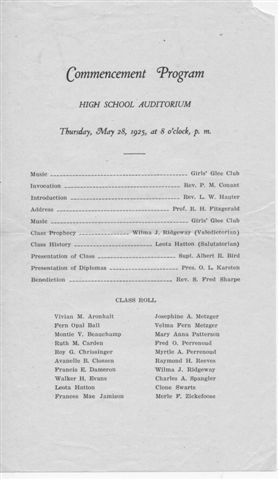 Commencement Program
HIGH SCHOOL AUDITORIUM
Thursday, May 28, 1925, at 8 o'clock, p. m.
Music Girls' Glee Club
Invocation Rev. P. M. Conant
Introduction Rev. L. W. Hauter
Address Prof. R. H. Fitzgerald
Music Girls' Glee Club
Class Prophecy Wilma J. Ridgeway (Valedictorian)
Class History Leota Hatton (Salutatorian)
Presentation of Class Supt. Albert R. Bird
Presentation of Diplomas Pres. O. L. Karsten
Benediction Rev. S. Fred Sharpe
CLASS ROLL
Vivian M. Aronhalt Josephine A. Metzger
Fern Opal Ball Velma Fern Metzger
Montie V. Beauchamp Mary Anna Patterson
Ruth M. Carden Fred O. Perrenoud
Roy G. Chrissinger Myrtle A. Perrenoud
Avanelle B. Clossen Raymond H. Reeves
Francis E. Dameron Wilma J. Ridgeway
Walker H. Evans Charles A. Spangler
Leota Hatton Clone Swarts
Frances Mae Jamison Merle F. Zickefoose